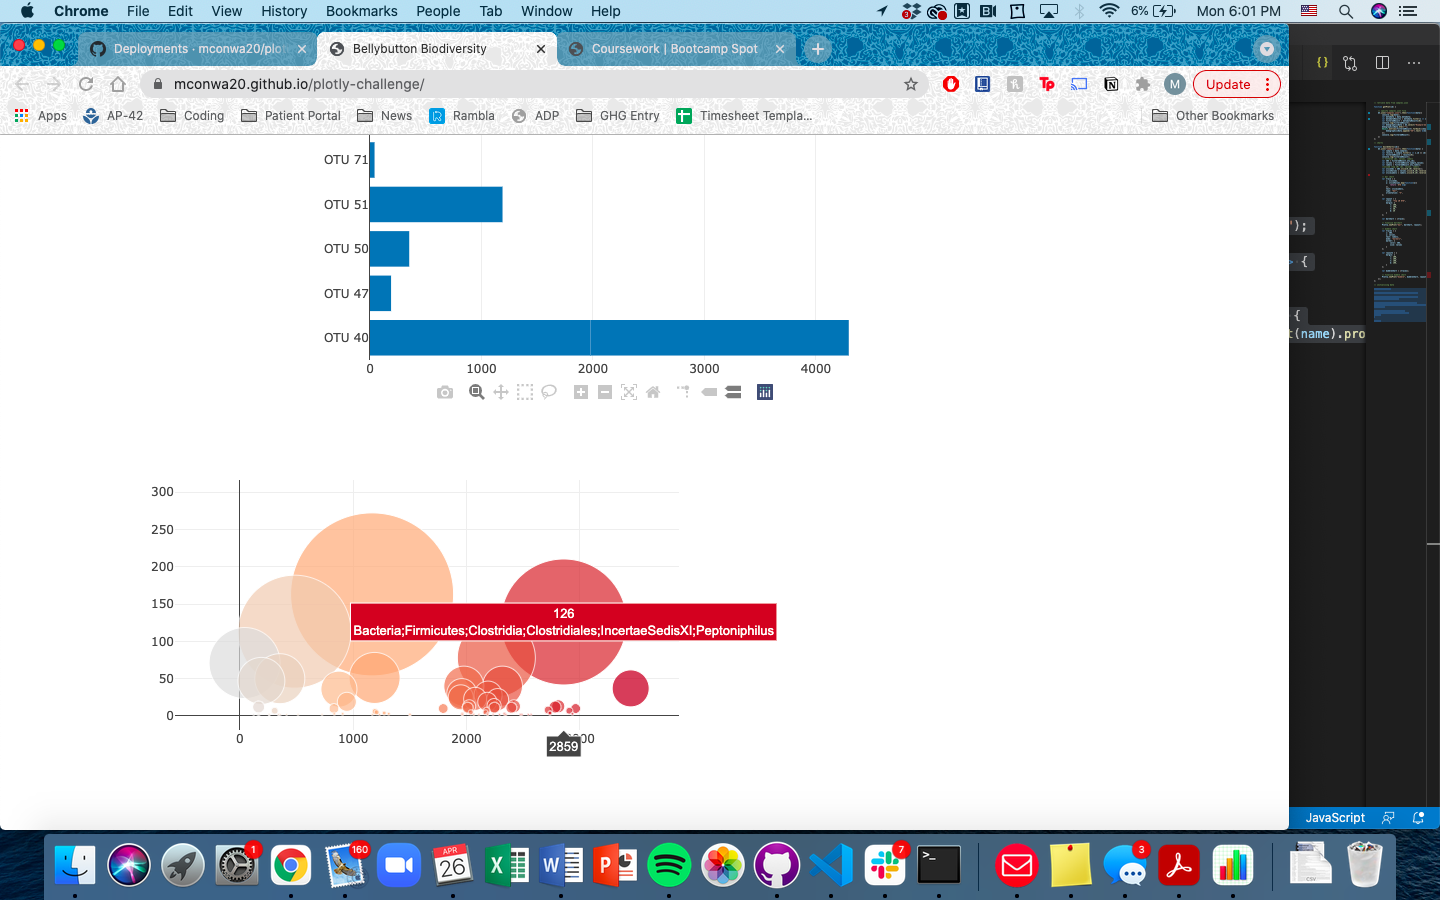 Chrome File Edit View History Bookmarks People Tab Window Help
3
6% Mon 6:01 PM
Deployments · mconwa20/plot
Bellybutton Biodiversity
Coursework | Bootcamp Spot
mconwa20.github.io/plotly-challenge/
Tp
M
Update
Apps AP-42 Coding Patient Portal News Rambla ADP GHG Entry Timesheet Templa... Other Bookmarks
OTU 71
OTU 51
OTU 50
OTU 47
OTU 40
0 1000 2000 3000 4000
300
250
200
150
100
50
0
126
Bacteria;Firmicutes;Clostridia;Clostridiales;IncertaeSedisXI;Peptoniphilus
0 1000 2000
2859
");
{
{
t(name).pro
JavaScript
1
160
APR
26
7
3
CSV